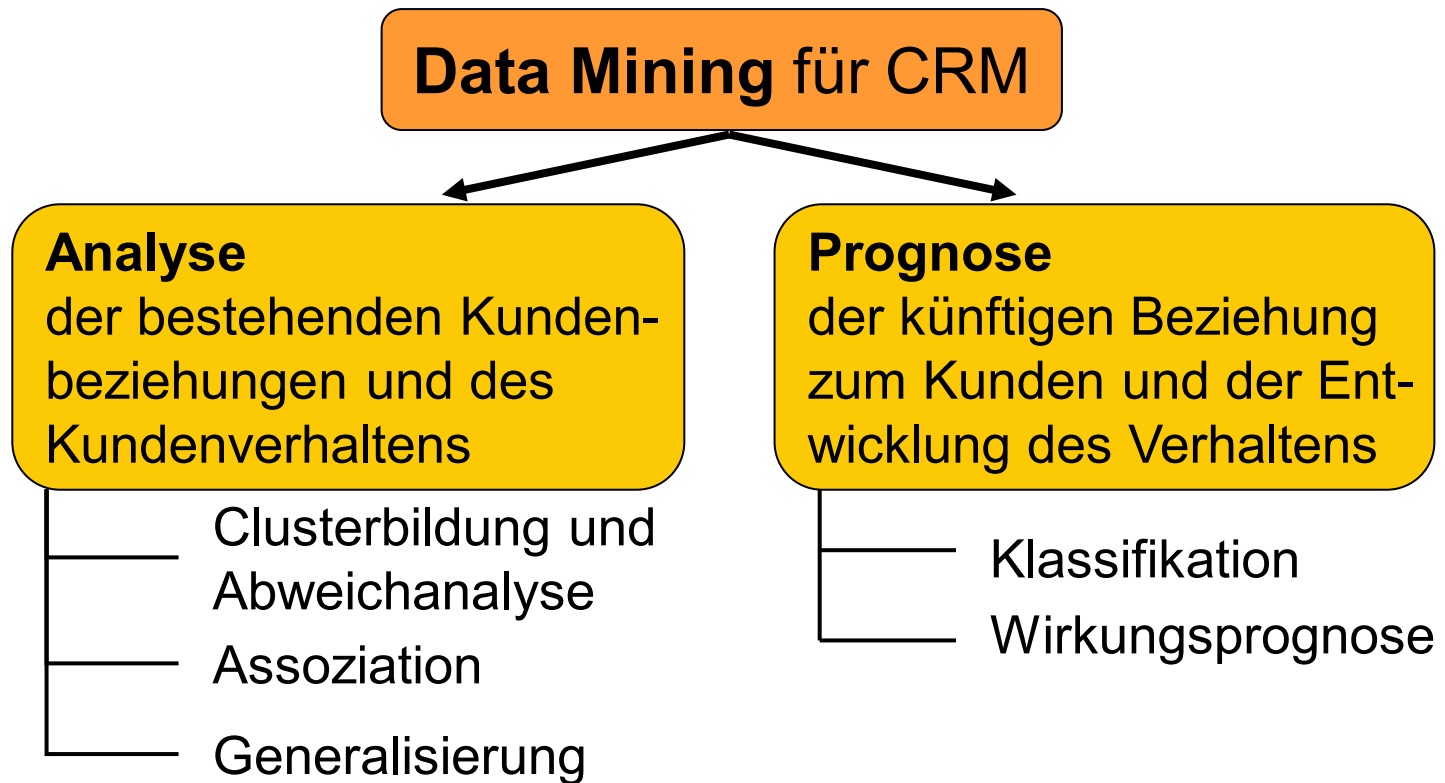 Data Mining für CRM
Analyse
der bestehenden Kunden-
beziehungen und des
Kundenverhaltens
Clusterbildung und
Abweichanalyse
Assoziation
Generalisierung
Prognose
der künftigen Beziehung
zum Kunden und der Ent-
wicklung des Verhaltens
Klassifikation
Wirkungsprognose